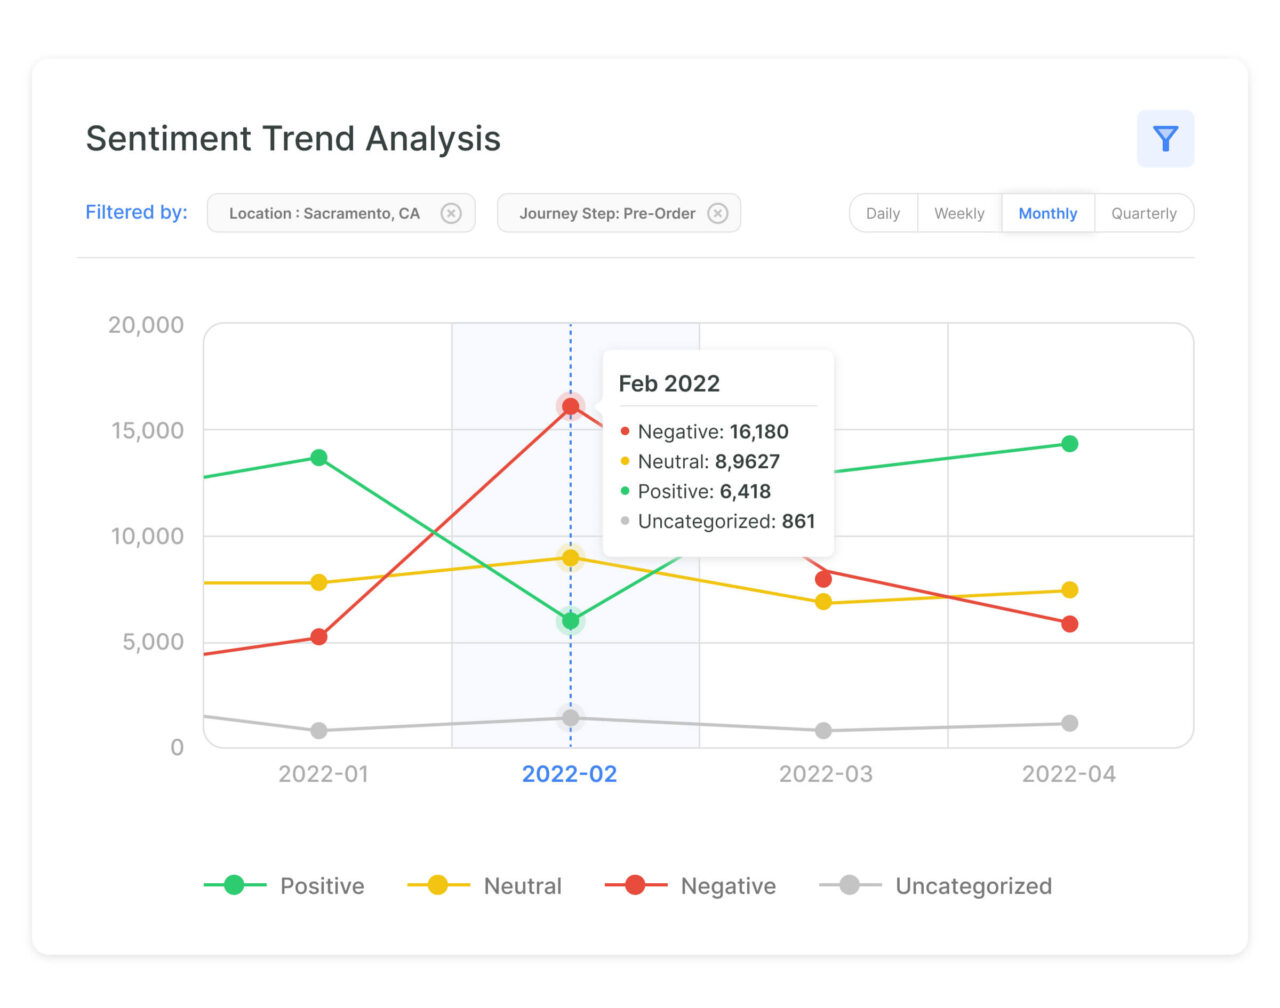 Sentiment Trend Analysis
Filtered by: Location : Sacramento, CA Journey Step: Pre-Order Daily Weekly Monthly Quarterly
20,000
15,000
10,000
5,000
0
Feb 2022
Negative: 16,180
Neutral: 8,9627
Positive: 6,418
Uncategorized: 861
2022-01 2022-02 2022-03 2022-04
Positive Neutral Negative Uncategorized